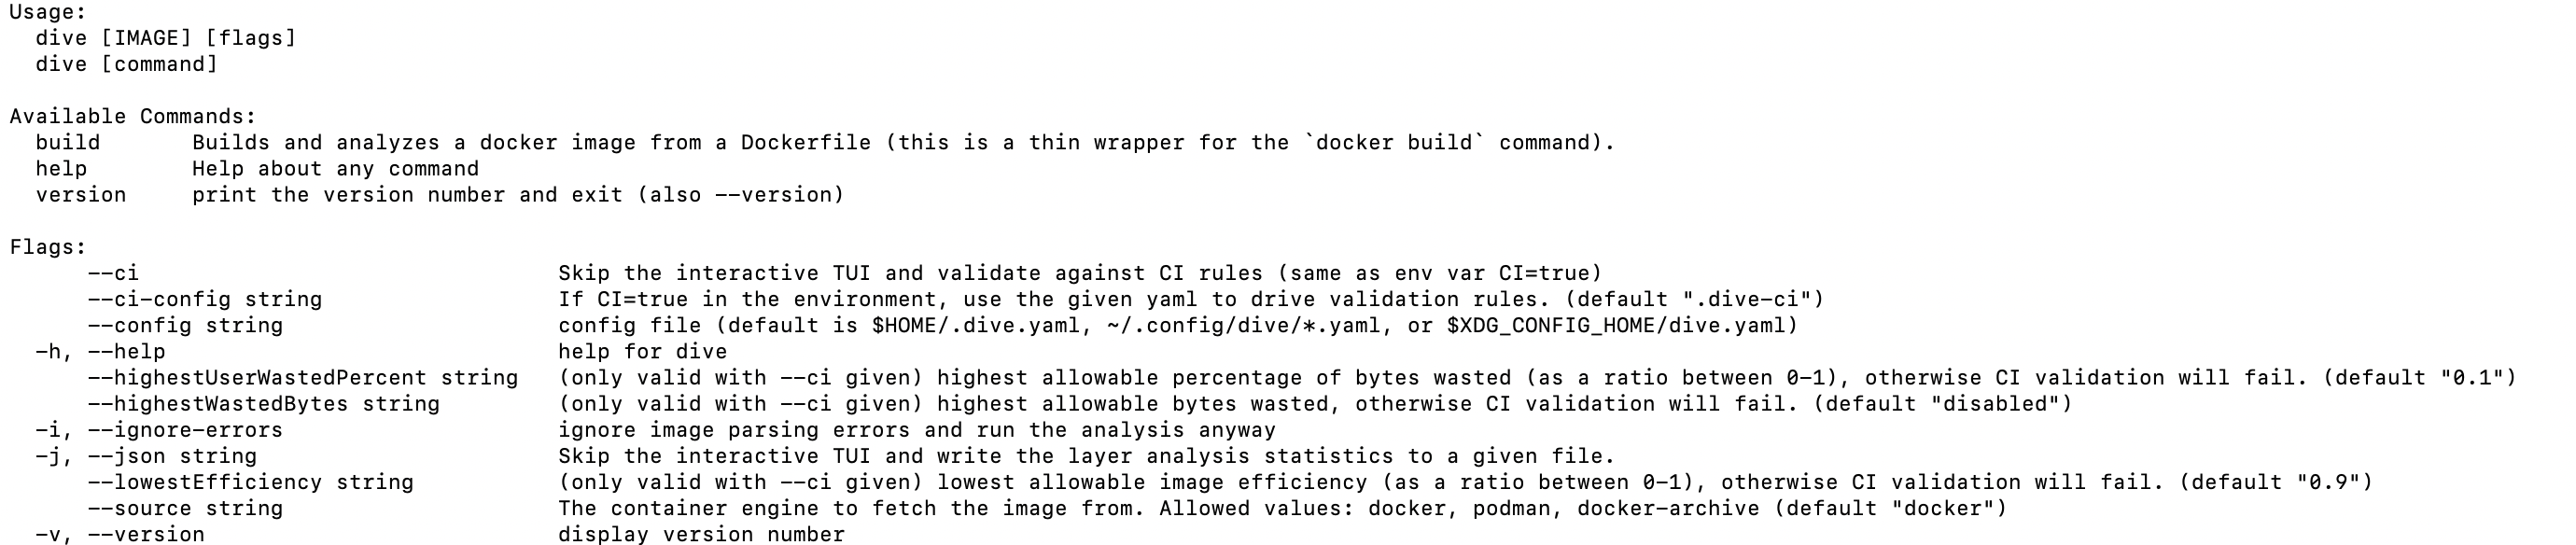 Usage:
  dive [IMAGE] [flags]
  dive [command]

Available Commands:
  build       Builds and analyzes a docker image from a Dockerfile (this is a thin wrapper for the `docker build` command).
  help        Help about any command
  version     print the version number and exit (also --version)

Flags:
      --ci                                Skip the interactive TUI and validate against CI rules (same as env var CI=true)
      --ci-config string                  If CI=true in the environment, use the given yaml to drive validation rules. (default ".dive-ci")
      --config string                     config file (default is $HOME/.dive.yaml, ~/.config/dive/*.yaml, or $XDG_CONFIG_HOME/dive.yaml)
  -h, --help                              help for dive
      --highestUserWastedPercent string   (only valid with --ci given) highest allowable percentage of bytes wasted (as a ratio between 0-1), otherwise CI validation will fail. (default "0.1")
      --highestWastedBytes string         (only valid with --ci given) highest allowable bytes wasted, otherwise CI validation will fail. (default "disabled")
  -i, --ignore-errors                     ignore image parsing errors and run the analysis anyway
  -j, --json string                       Skip the interactive TUI and write the layer analysis statistics to a given file.
      --lowestEfficiency string           (only valid with --ci given) lowest allowable image efficiency (as a ratio between 0-1), otherwise CI validation will fail. (default "0.9")
      --source string                     The container engine to fetch the image from. Allowed values: docker, podman, docker-archive (default "docker")
  -v, --version                           display version number